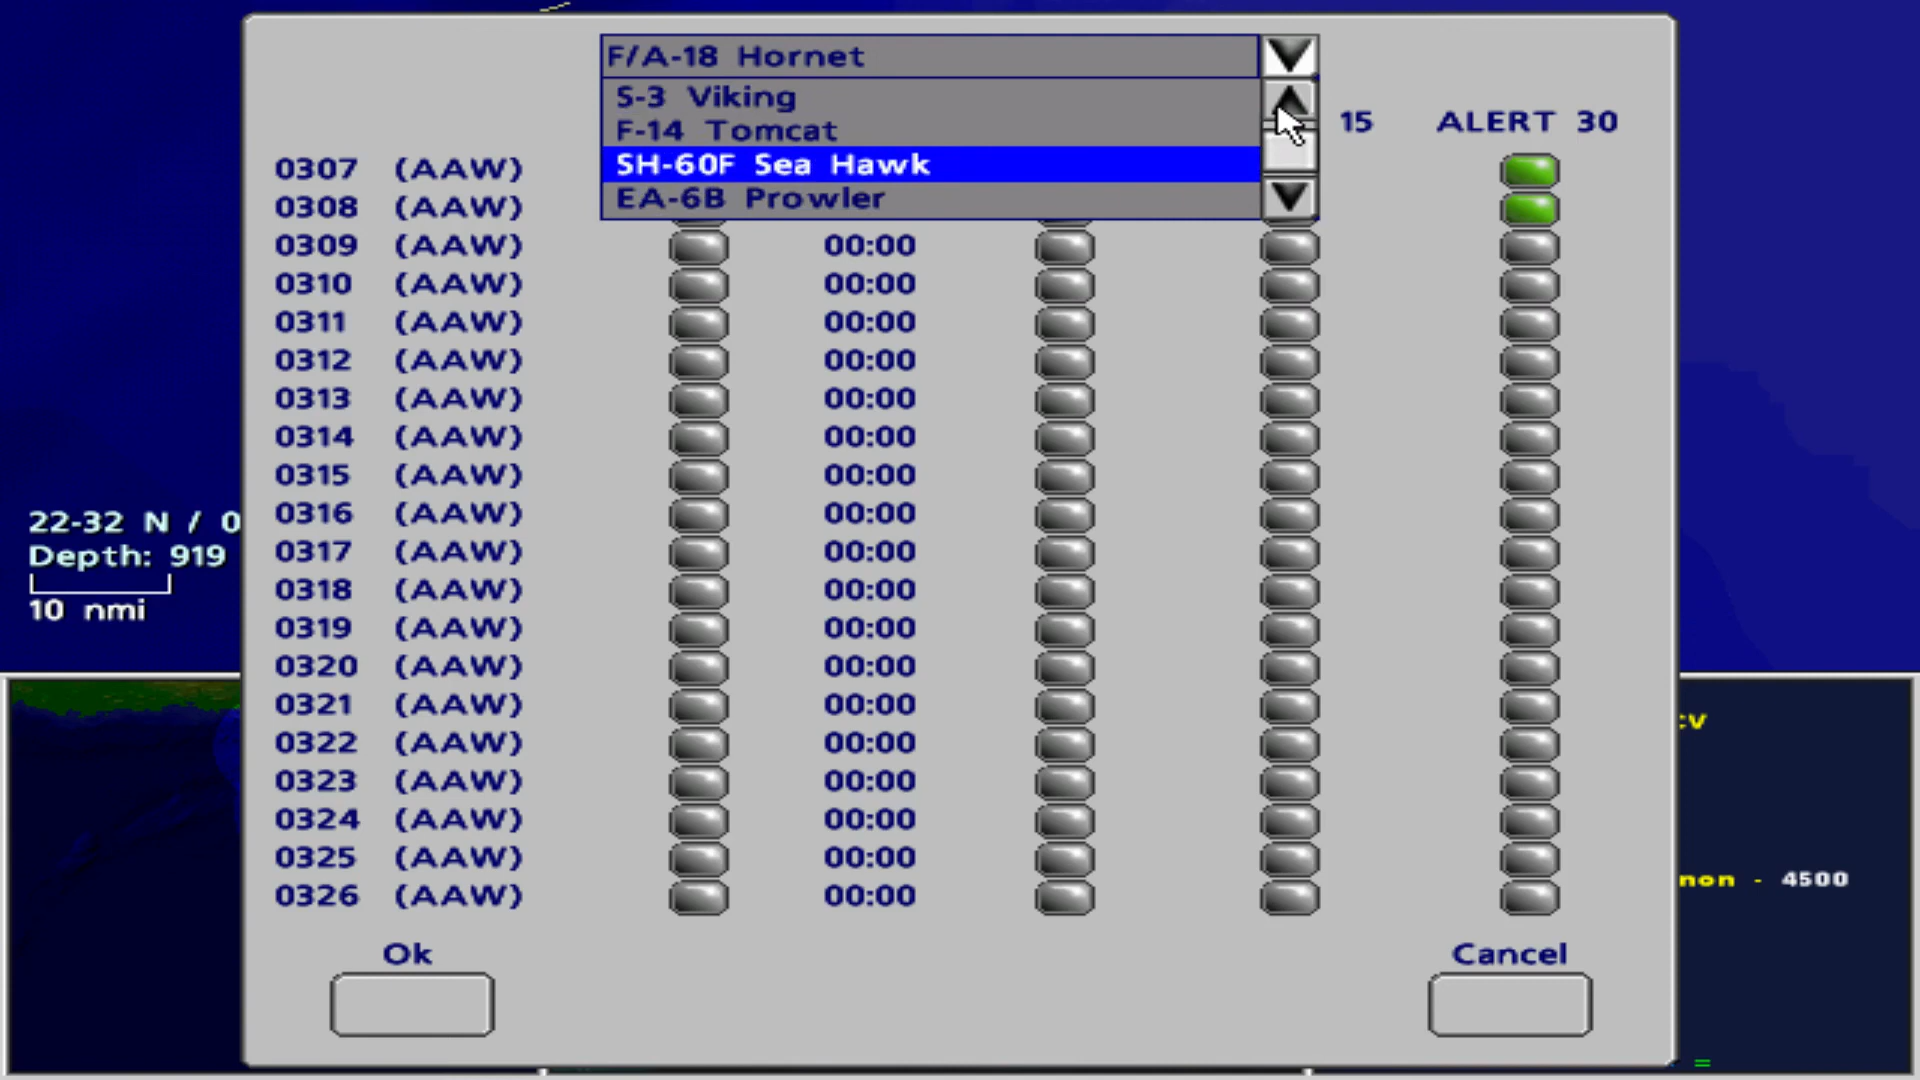 F/A-18 Hornet
S-3 Viking
F-14 Tomcat
SH-60F Sea Hawk
EA-6B Prowler
15 ALERT 30
0307 (AAW)
0308 (AAW)
0309 (AAW) 00:00
0310 (AAW) 00:00
0311 (AAW) 00:00
0312 (AAW) 00:00
0313 (AAW) 00:00
0314 (AAW) 00:00
0315 (AAW) 00:00
0316 (AAW) 00:00
0317 (AAW) 00:00
0318 (AAW) 00:00
0319 (AAW) 00:00
0320 (AAW) 00:00
0321 (AAW) 00:00
0322 (AAW) 00:00
0323 (AAW) 00:00
0324 (AAW) 00:00
0325 (AAW) 00:00
0326 (AAW) 00:00
Ok
Cancel
22-32 N / 0
Depth: 919
10 nmi
cv
non - 4500
=